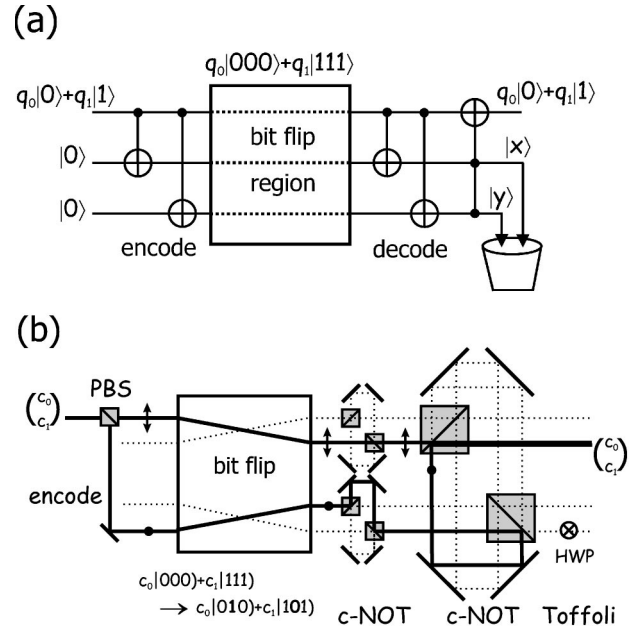 (a)
q₀|000⟩+q₁|111⟩
q₀|0⟩+q₁|1⟩
q₀|0⟩+q₁|1⟩
bit flip
|x⟩
|0⟩
region
|y⟩
|0⟩
encode
decode
(b)
(c₀ c₁)
PBS
bit flip
(c₀ c₁)
encode
HWP
c₀|000⟩+c₁|111⟩
→ c₀|010⟩+c₁|101⟩
c-NOT
c-NOT
Toffoli